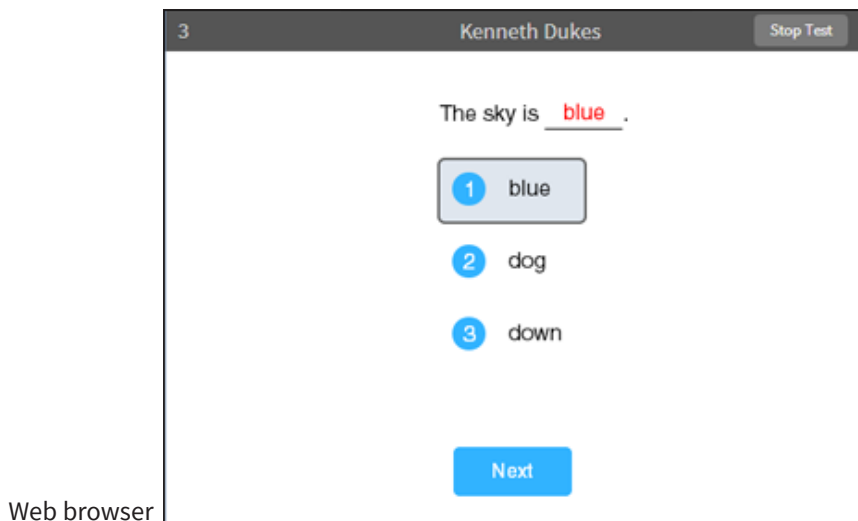 3 Kenneth Dukes Stop Test
The sky is blue .
1 blue
2 dog
3 down
Next
Web browser